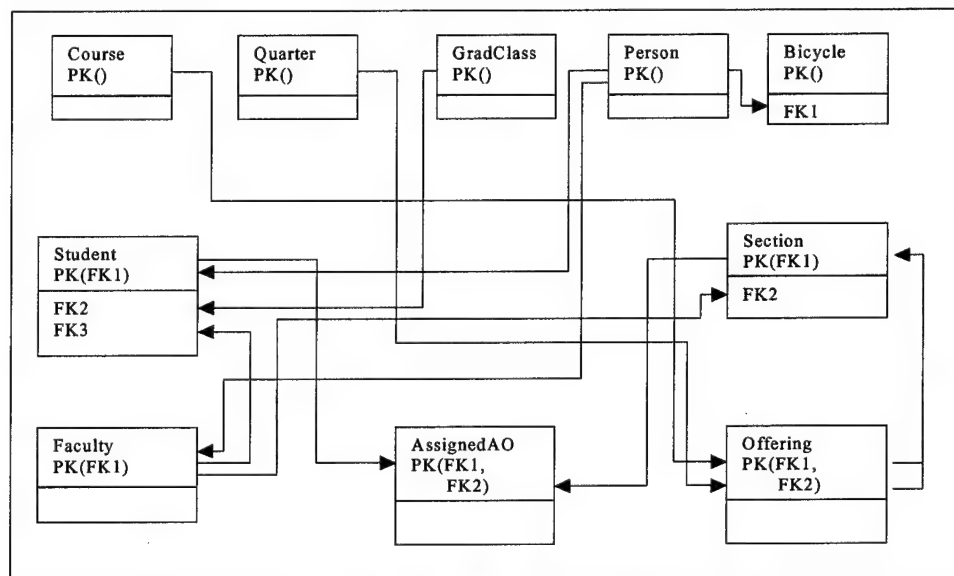 Course
PK()
Quarter
PK()
GradClass
PK()
Person
PK()
Bicycle
PK()
FK1
Student
PK(FK1)
FK2
FK3
Section
PK(FK1)
FK2
Faculty
PK(FK1)
AssignedAO
PK(FK1,
FK2)
Offering
PK(FK1,
FK2)